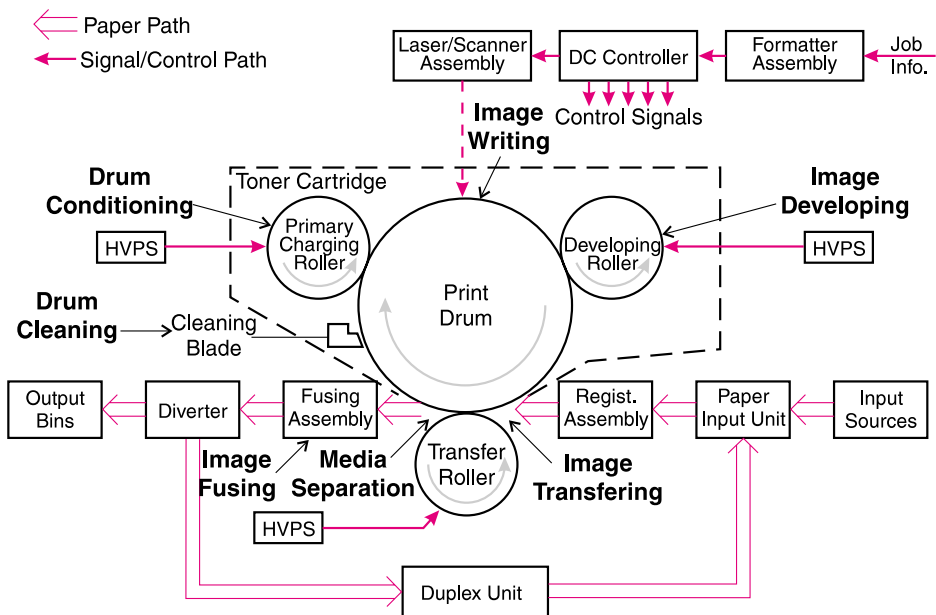 Paper Path
Signal/Control Path
Laser/Scanner
Assembly
DC Controller
Formatter
Assembly
Job
Info.
Control Signals
Image
Writing
Toner Cartridge
Drum
Conditioning
Primary
Charging
Roller
HVPS
Image
Developing
Developing
Roller
HVPS
Print
Drum
Drum
Cleaning
Cleaning
Blade
Output
Bins
Diverter
Fusing
Assembly
Regist.
Assembly
Paper
Input Unit
Input
Sources
Image
Fusing
Media
Separation
Transfer
Roller
Image
Transfering
HVPS
Duplex Unit